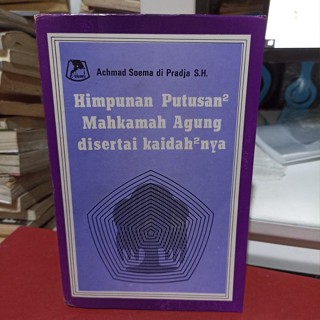 Achmad Soema di Pradja S.H.
Himpunan Putusan²
Mahkamah Agung
disertai kaidah²nya